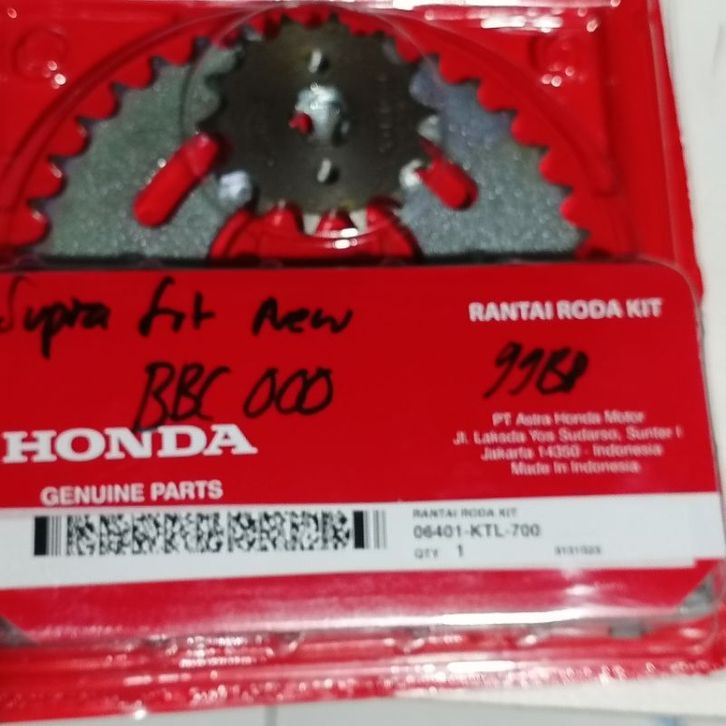 Supra fit new
BBC 000
RANTAI RODA KIT
HONDA
GENUINE PARTS
PT Astra Honda Motor
Jl. Laksda Yos Sudarso, Sunter I
Jakarta 14350 - Indonesia
Made In Indonesia
RANTAI RODA KIT
06401-KTL-700
QTY 1